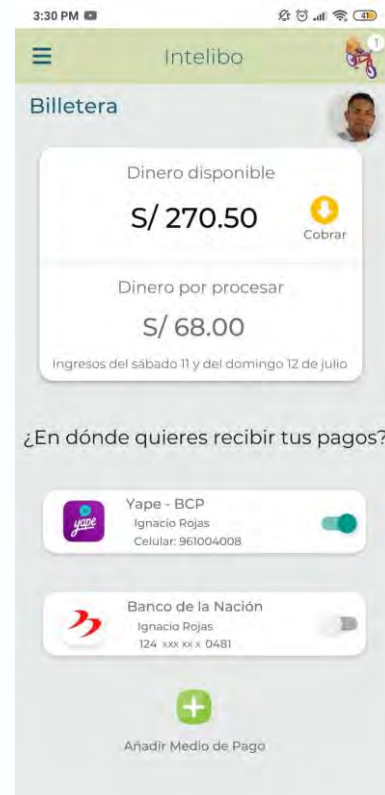 3:30 PM
41
Intelibo
1
Billetera
Dinero disponible
S/ 270.50
Cobrar
Dinero por procesar
S/ 68.00
Ingresos del sábado 11 y del domingo 12 de julio
¿En dónde quieres recibir tus pagos?
yape
Yape - BCP
Ignacio Rojas
Celular: 961004008
Banco de la Nación
Ignacio Rojas
124 xxx xx x 0481
Añadir Medio de Pago